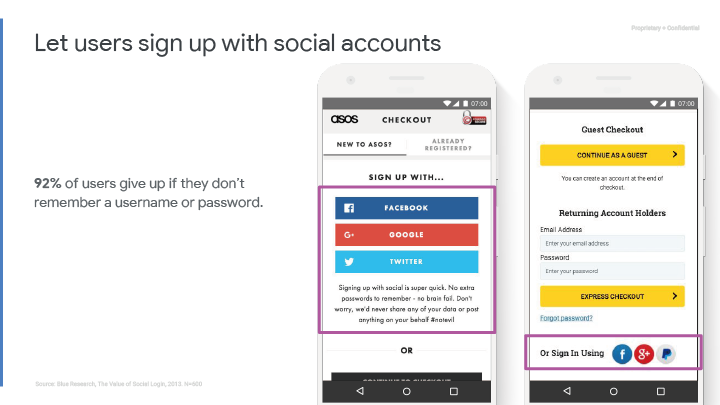 Proprietary + Confidential
Let users sign up with social accounts
92% of users give up if they don't
remember a username or password.
07:00
asos
CHECKOUT
NEW TO ASOS?
ALREADY
REGISTERED?
SIGN UP WITH...
FACEBOOK
G+ GOOGLE
TWITTER
Signing up with social is super quick. No extra
passwords to remember - no brain fail. Don't
worry, we'd never share any of your data or post
anything on your behalf #notevil
OR
CONTINUE TO CHECKOUT
07:00
Guest Checkout
CONTINUE AS A GUEST
You can create an account at the end of
checkout.
Returning Account Holders
Email Address
Enter your email address
Password
Enter your password
EXPRESS CHECKOUT
Forgot password?
Or Sign In Using
Source: Blue Research, The Value of Social Login, 2013. N=600